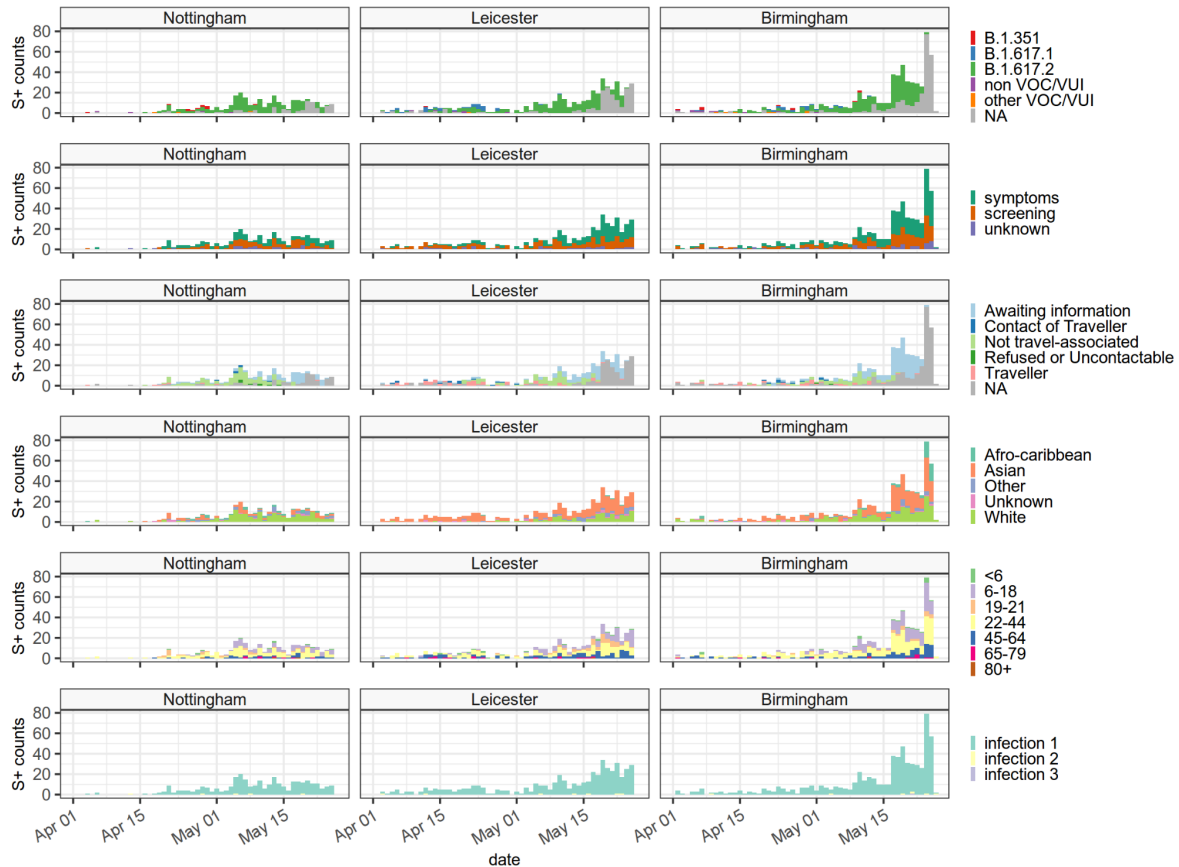 Nottingham Leicester Birmingham
80
60
40
20
0
S+ counts
B.1.351
B.1.617.1
B.1.617.2
non VOC/VUI
other VOC/VUI
NA
Nottingham Leicester Birmingham
80
60
40
20
0
S+ counts
symptoms
screening
unknown
Nottingham Leicester Birmingham
80
60
40
20
0
S+ counts
Awaiting information
Contact of Traveller
Not travel-associated
Refused or Uncontactable
Traveller
NA
Nottingham Leicester Birmingham
80
60
40
20
0
S+ counts
Afro-caribbean
Asian
Other
Unknown
White
Nottingham Leicester Birmingham
80
60
40
20
0
S+ counts
<6
6-18
19-21
22-44
45-64
65-79
80+
Nottingham Leicester Birmingham
80
60
40
20
0
S+ counts
infection 1
infection 2
infection 3
Apr 01 Apr 15 May 01 May 15 Apr 01 Apr 15 May 01 May 15 Apr 01 Apr 15 May 01 May 15
date